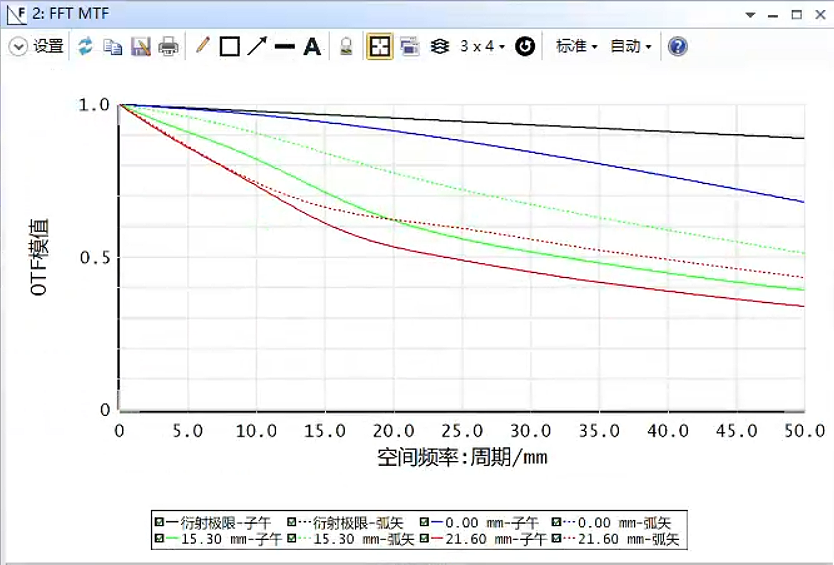 2: FFT MTF
设置 A 3 x 4 标准 自动 ?
1.0
0.5
0
OTF模值
0 5.0 10.0 15.0 20.0 25.0 30.0 35.0 40.0 45.0 50.0
空间频率:周期/mm
衍射极限-子午 衍射极限-弧矢 0.00 mm-子午 0.00 mm-弧矢
15.30 mm-子午 15.30 mm-弧矢 21.60 mm-子午 21.60 mm-弧矢